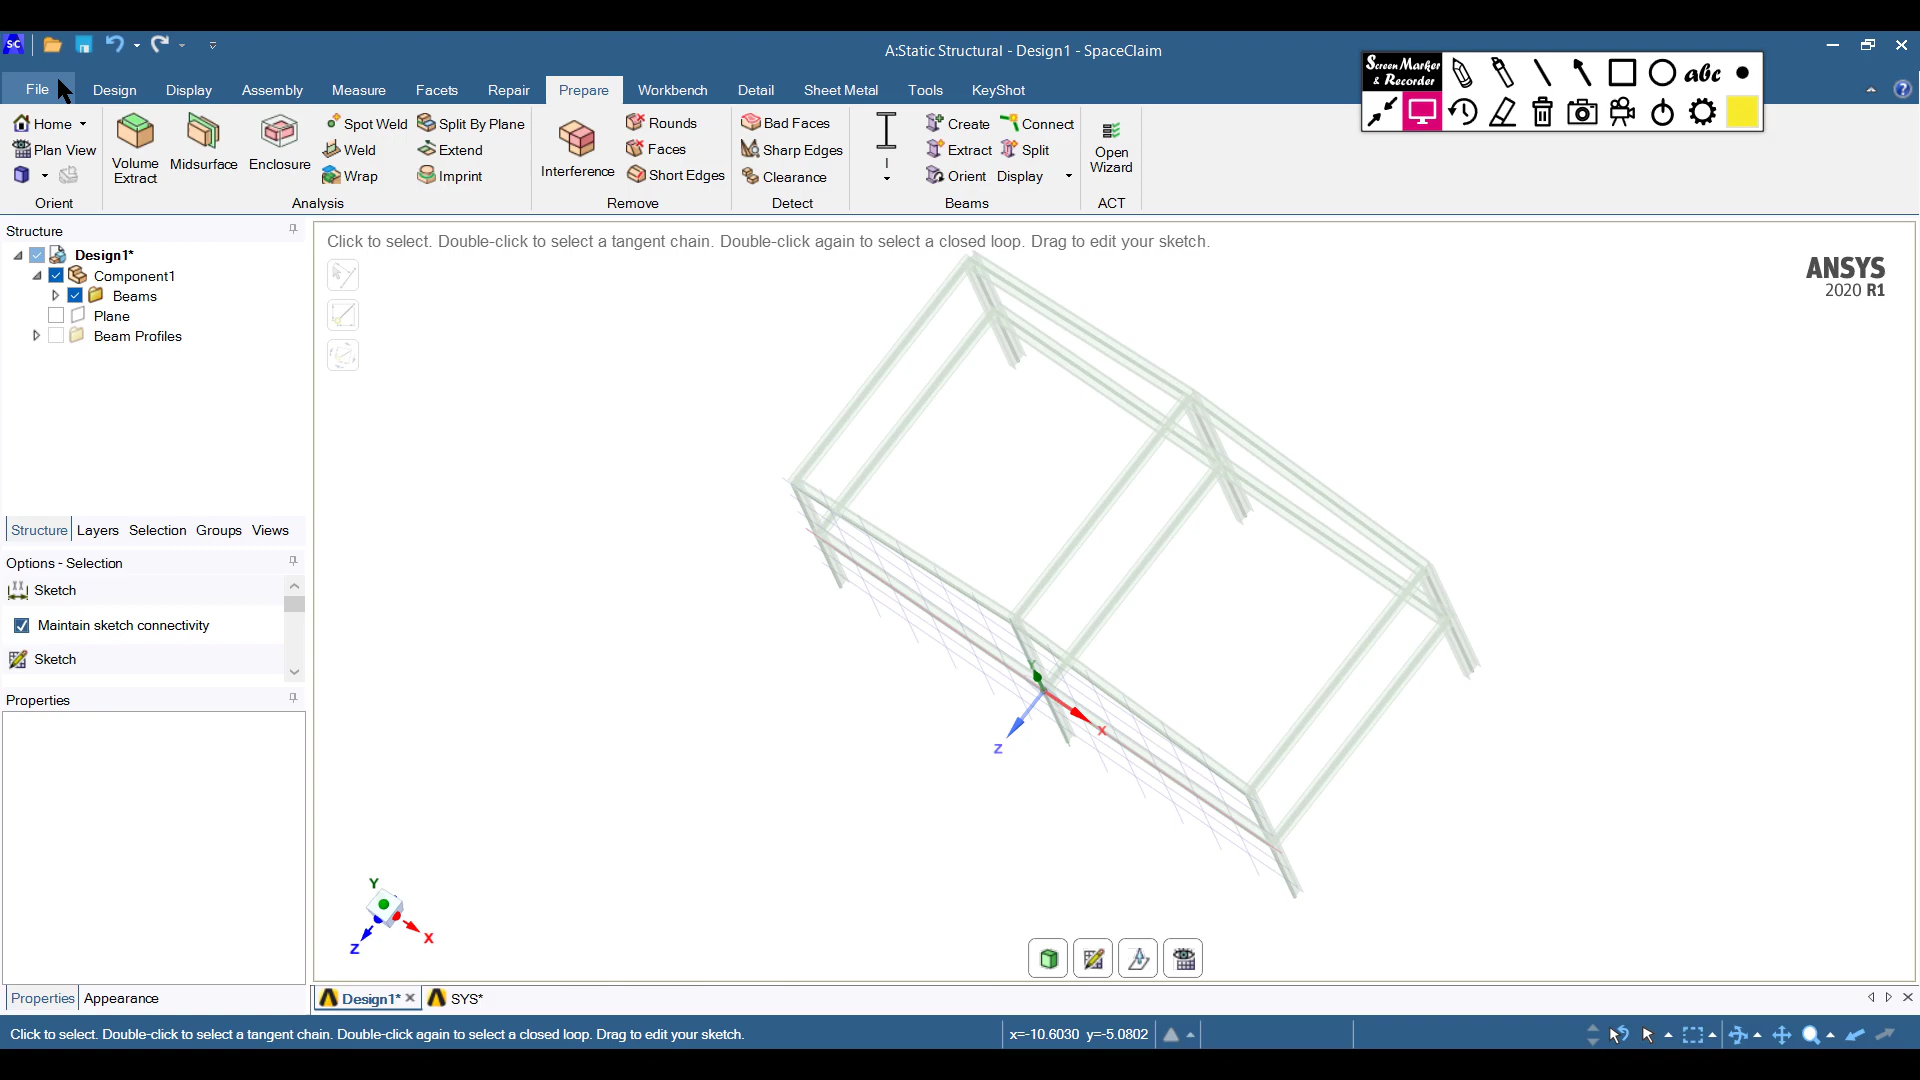 SC
A:Static Structural - Design1 - SpaceClaim
Screen Marker
& Recorder
abc
File
Design
Display
Assembly
Measure
Facets
Repair
Prepare
Workbench
Detail
Sheet Metal
Tools
KeyShot
?
Home
Plan View
Orient
Volume
Extract
Midsurface
Enclosure
Spot Weld
Weld
Wrap
Split By Plane
Extend
Imprint
Analysis
Interference
Rounds
Faces
Short Edges
Remove
Bad Faces
Sharp Edges
Clearance
Detect
Create
Extract
Orient
Connect
Split
Display
Beams
Open
Wizard
ACT
Structure
Design1*
Component1
Beams
Plane
Beam Profiles
Structure
Layers
Selection
Groups
Views
Options - Selection
Sketch
Maintain sketch connectivity
Sketch
Properties
Properties
Appearance
Click to select. Double-click to select a tangent chain. Double-click again to select a closed loop. Drag to edit your sketch.
ANSYS
2020 R1
Y
X
Z
Y
X
Z
Design1*
SYS*
Click to select. Double-click to select a tangent chain. Double-click again to select a closed loop. Drag to edit your sketch.
x=-10.6030 y=-5.0802